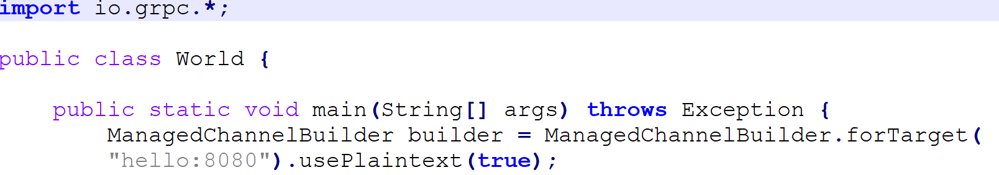 import io.grpc.*;
public class World {
public static void main(String[] args) throws Exception {
ManagedChannelBuilder builder = ManagedChannelBuilder.forTarget(
"hello:8080").usePlaintext(true);